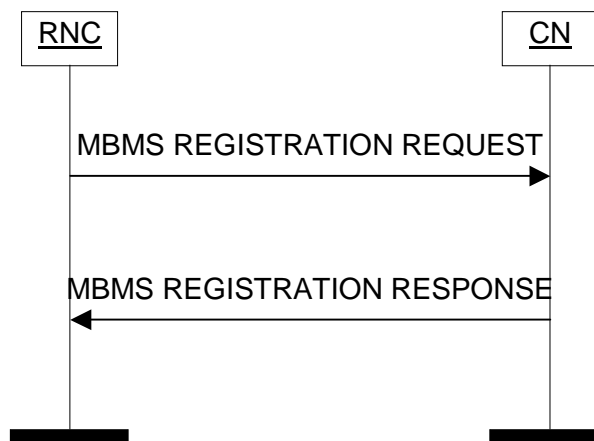 RNC
CN
MBMS REGISTRATION REQUEST
MBMS REGISTRATION RESPONSE